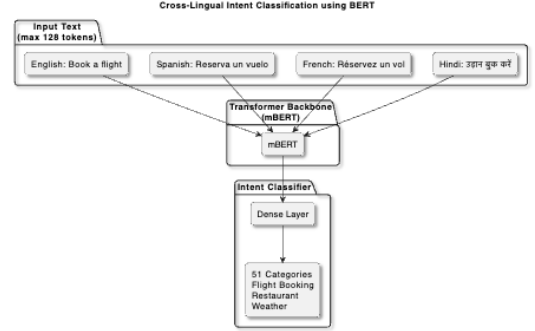 Cross-Lingual Intent Classification using BERT
Input Text
(max 128 tokens)
English: Book a flight
Spanish: Reserva un vuelo
French: Réservez un vol
Hindi: उड़ान बुक करें
Transformer Backbone
(mBERT)
mBERT
Intent Classifier
Dense Layer
51 Categories
Flight Booking
Restaurant
Weather